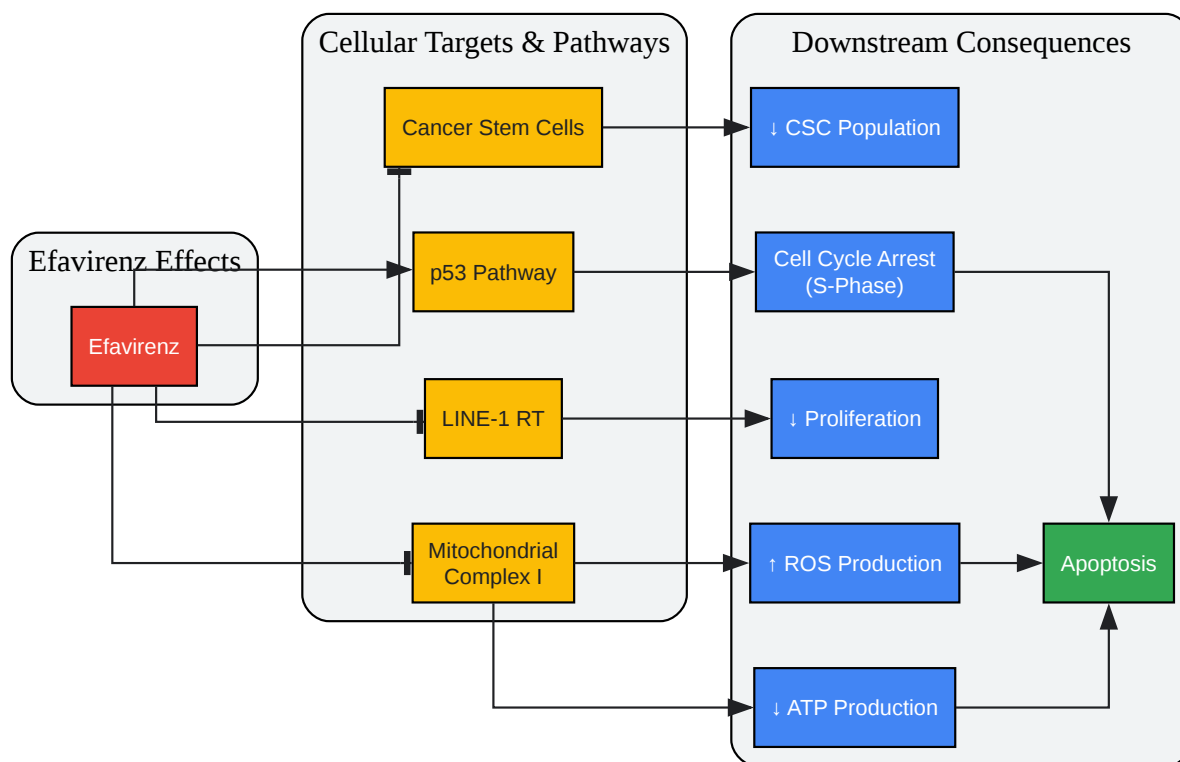 Cellular Targets & Pathways
Downstream Consequences
Cancer Stem Cells
↓ CSC Population
Efavirenz Effects
p53 Pathway
Cell Cycle Arrest
(S-Phase)
Efavirenz
LINE-1 RT
↓ Proliferation
Mitochondrial
Complex I
↑ ROS Production
Apoptosis
↓ ATP Production